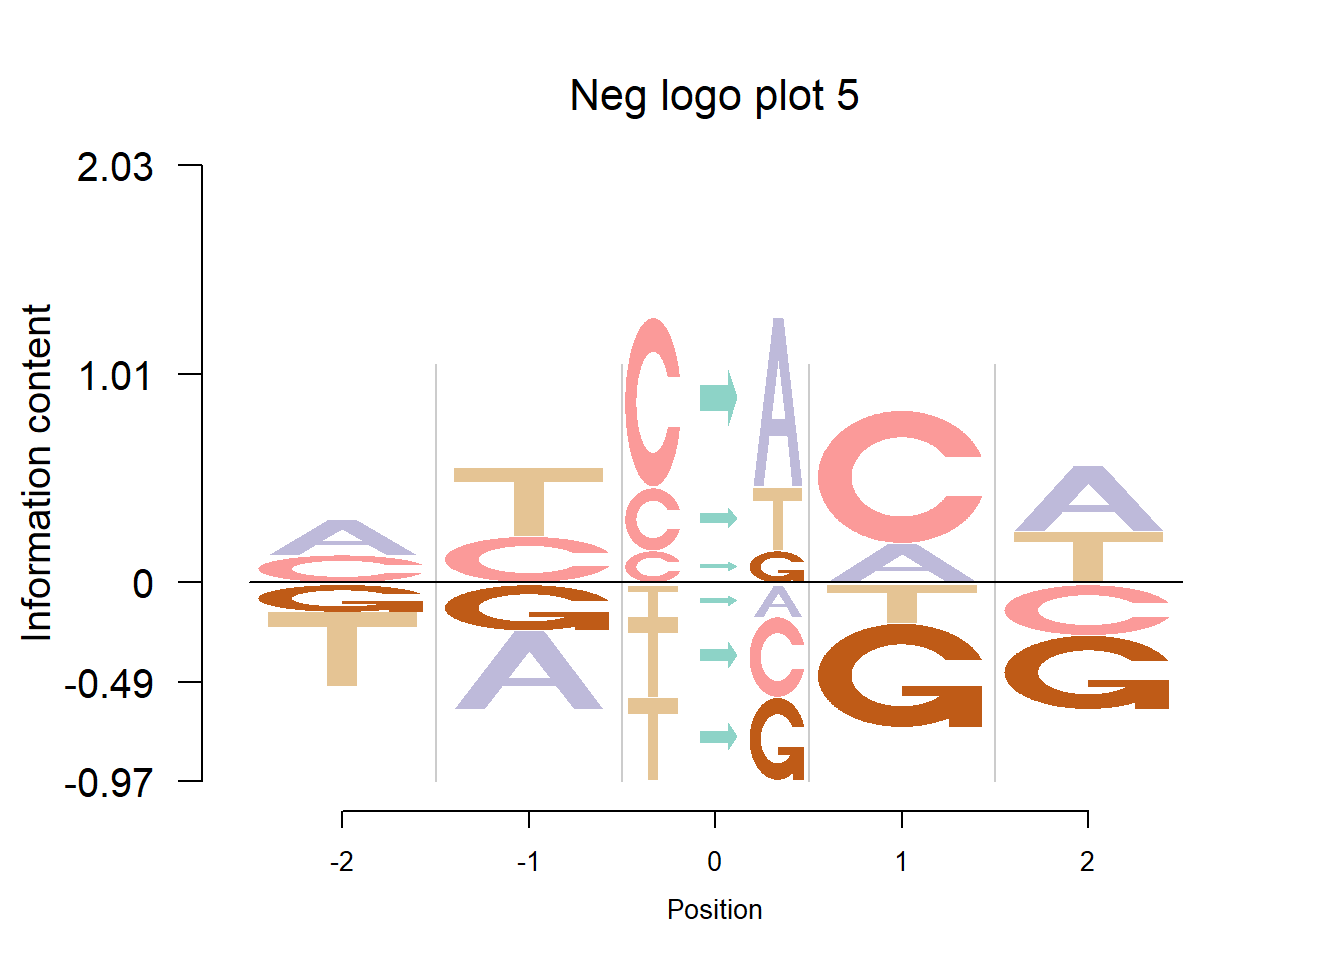 Neg logo plot 5
2.03
1.01
0
-0.49
-0.97
Information content
A
C
G
T
T
C
G
A
C A
C T
C G
T A
T C
T G
C
A
T
G
A
T
C
G
-2 -1 0 1 2
Position